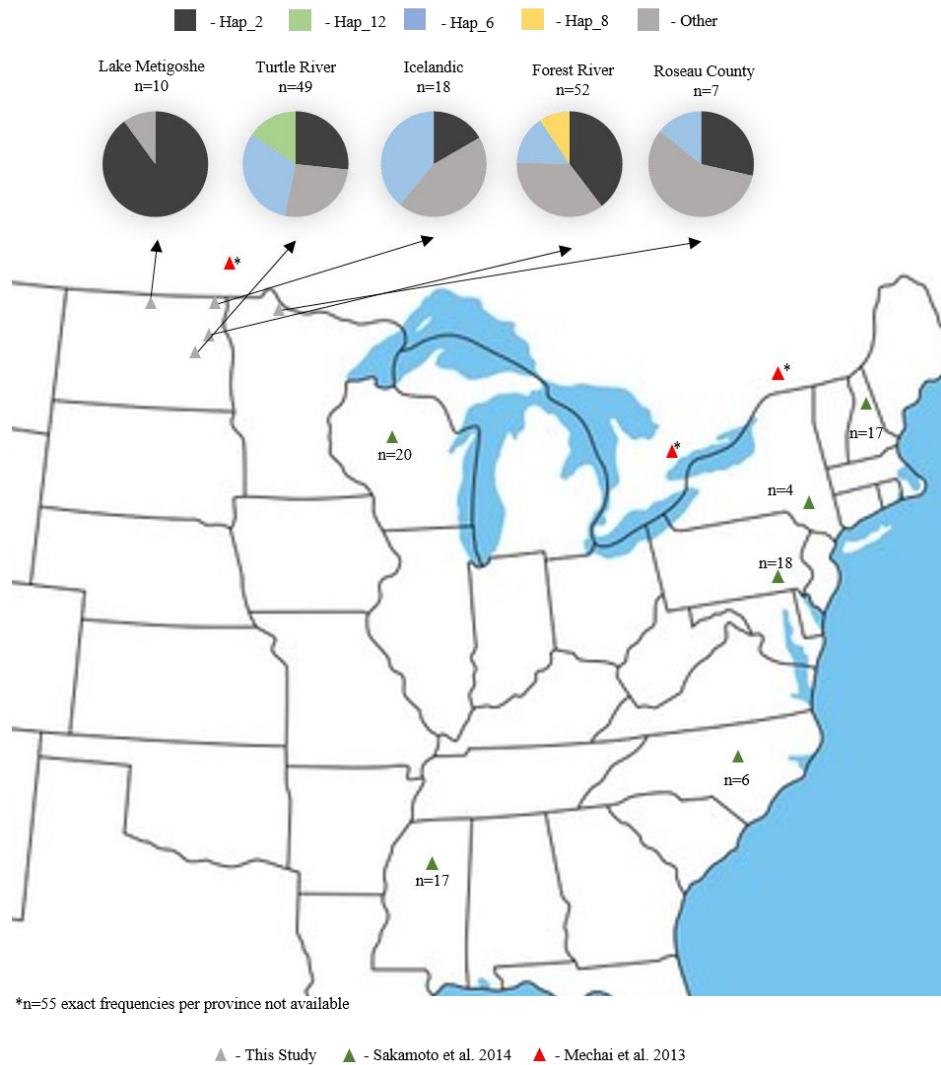 - Hap_2 - Hap_12 - Hap_6 - Hap_8 - Other
Lake Metigoshe
n=10
Turtle River
n=49
Icelandic
n=18
Forest River
n=52
Roseau County
n=7
*
*
*
n=20
n=17
n=4
n=18
n=6
n=17
*n=55 exact frequencies per province not available
- This Study - Sakamoto et al. 2014 - Mechai et al. 2013